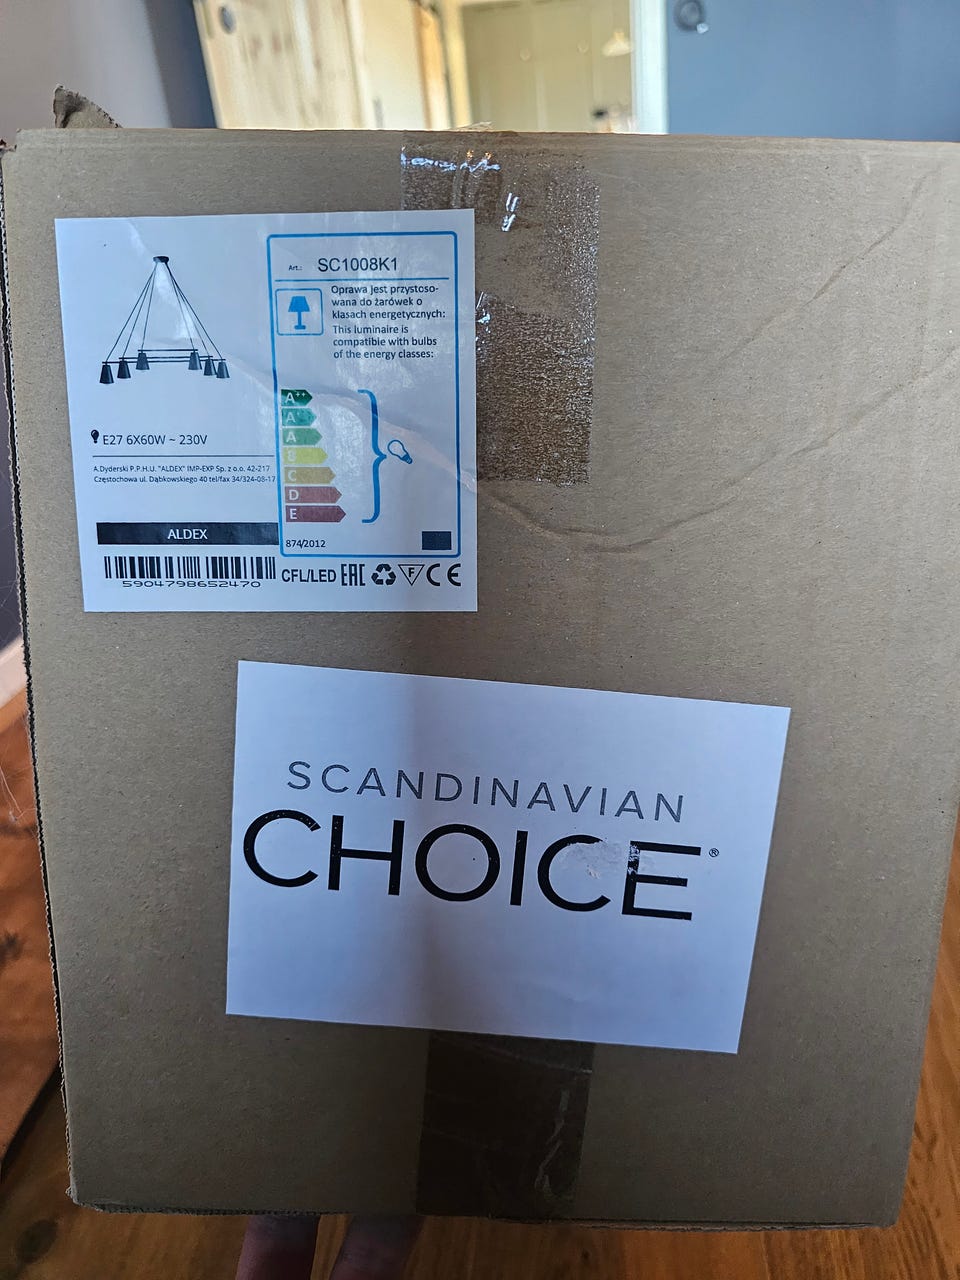 Art.: SC1008K1
Oprawa jest przystoso-
wana do żarówek o
klasach energetycznych:
This luminaire is
compatible with bulbs
of the energy classes:
A++
A+
A
B
C
D
E
874/2012
E27 6X60W ~ 230V
A.Dyderski P.P.H.U. "ALDEX" IMP-EXP Sp. z o.o. 42-217
Częstochowa ul. Dąbkowskiego 40 tel/fax 34/324-08-17
ALDEX
5904798652470
CFL/LED EAC F CE
SCANDINAVIAN
CHOICE®